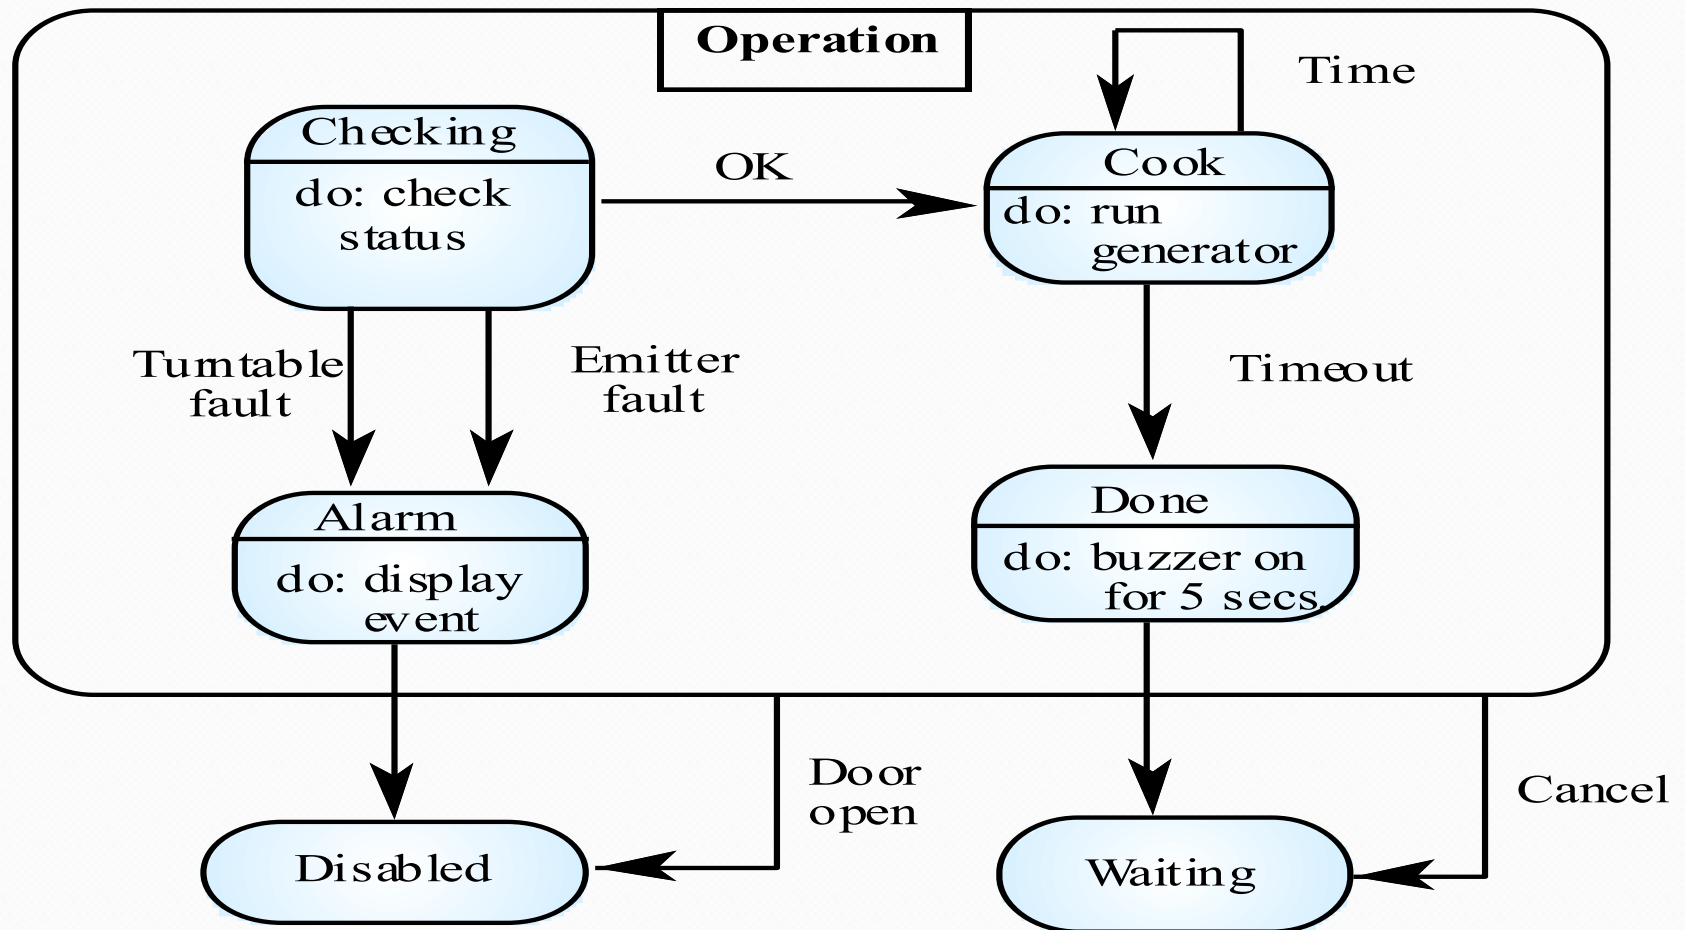 Operation
Time
Checking
do: check
status
OK
Cook
do: run
generator
Turntable
fault
Emitter
fault
Timeout
Alarm
do: display
event
Done
do: buzzer on
for 5 secs.
Door
open
Cancel
Disabled
Waiting